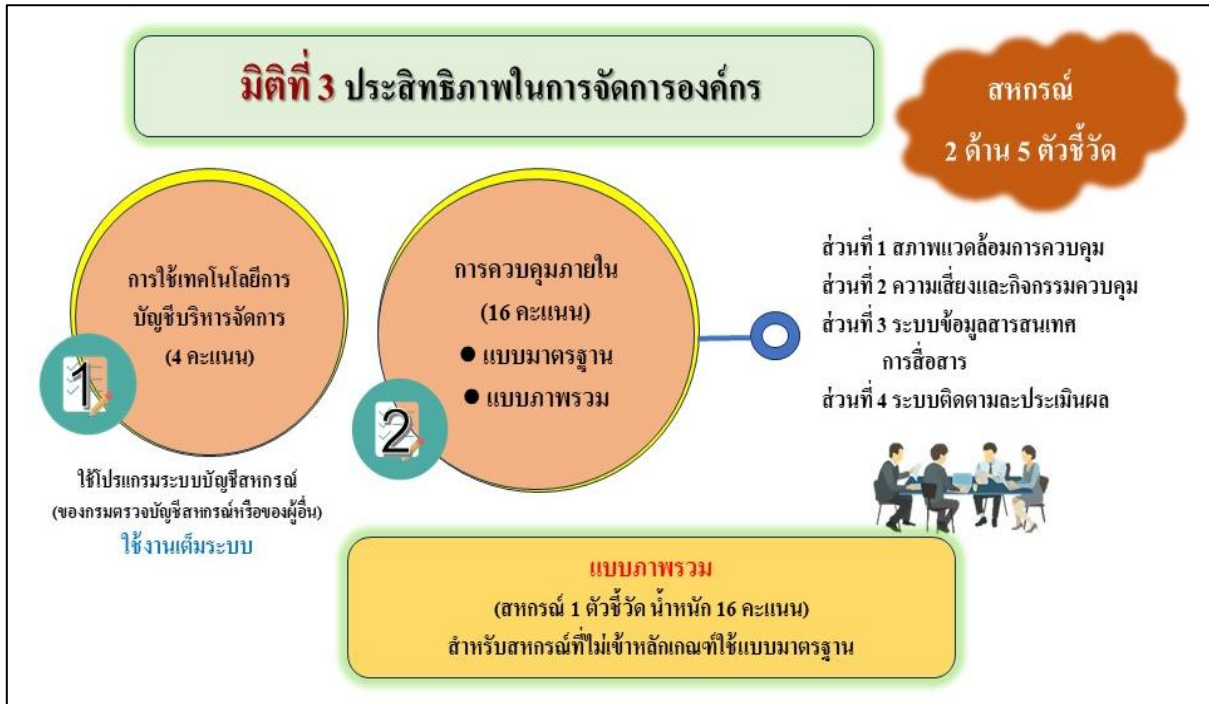 มิติที่ 3 ประสิทธิภาพในการจัดการองค์กร
สหกรณ์
2 ด้าน 5 ตัวชี้วัด
การใช้เทคโนโลยีการ
บัญชีบริหารจัดการ
(4 คะแนน)
1
ใช้โปรแกรมระบบบัญชีสหกรณ์
(ของกรมตรวจบัญชีสหกรณ์หรือของผู้อื่น)
ใช้งานเต็มระบบ
การควบคุมภายใน
(16 คะแนน)
● แบบมาตรฐาน
● แบบภาพรวม
2
ส่วนที่ 1 สภาพแวดล้อมการควบคุม
ส่วนที่ 2 ความเสี่ยงและกิจกรรมควบคุม
ส่วนที่ 3 ระบบข้อมูลสารสนเทศ
การสื่อสาร
ส่วนที่ 4 ระบบติดตามละประเมินผล
แบบภาพรวม
(สหกรณ์ 1 ตัวชี้วัด น้ำหนัก 16 คะแนน)
สำหรับสหกรณ์ที่ไม่เข้าหลักเกณฑ์ใช้แบบมาตรฐาน